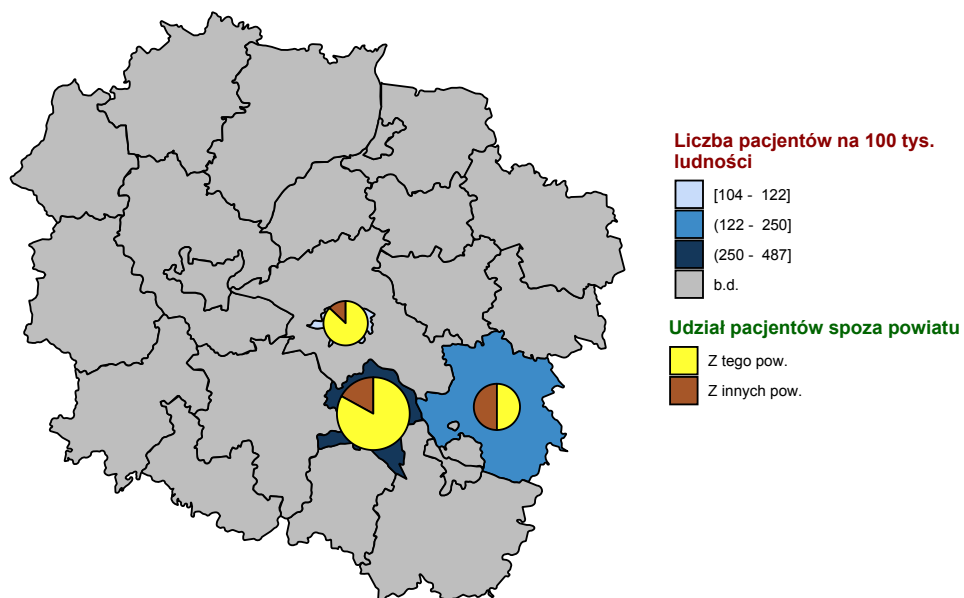 Liczba pacjentów na 100 tys.
ludności
[104 - 122]
(122 - 250]
(250 - 487]
b.d.
Udział pacjentów spoza powiatu
Z tego pow.
Z innych pow.